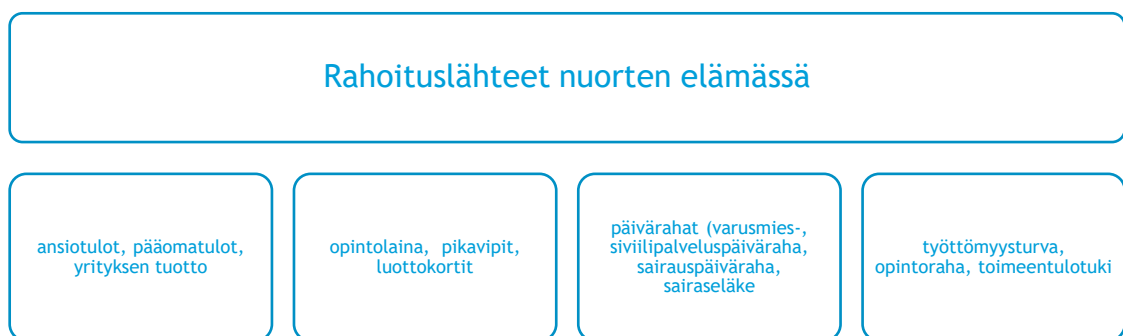 Rahoituslähteet nuorten elämässä
ansiotulot, pääomatulot,
yrityksen tuotto
opintolaina, pikavipit,
luottokortit
päivärahat (varusmies-,
siviilipalveluspäiväraha,
sairauspäiväraha,
sairaseläke
työttömyysturva,
opintoraha, toimeentulotuki